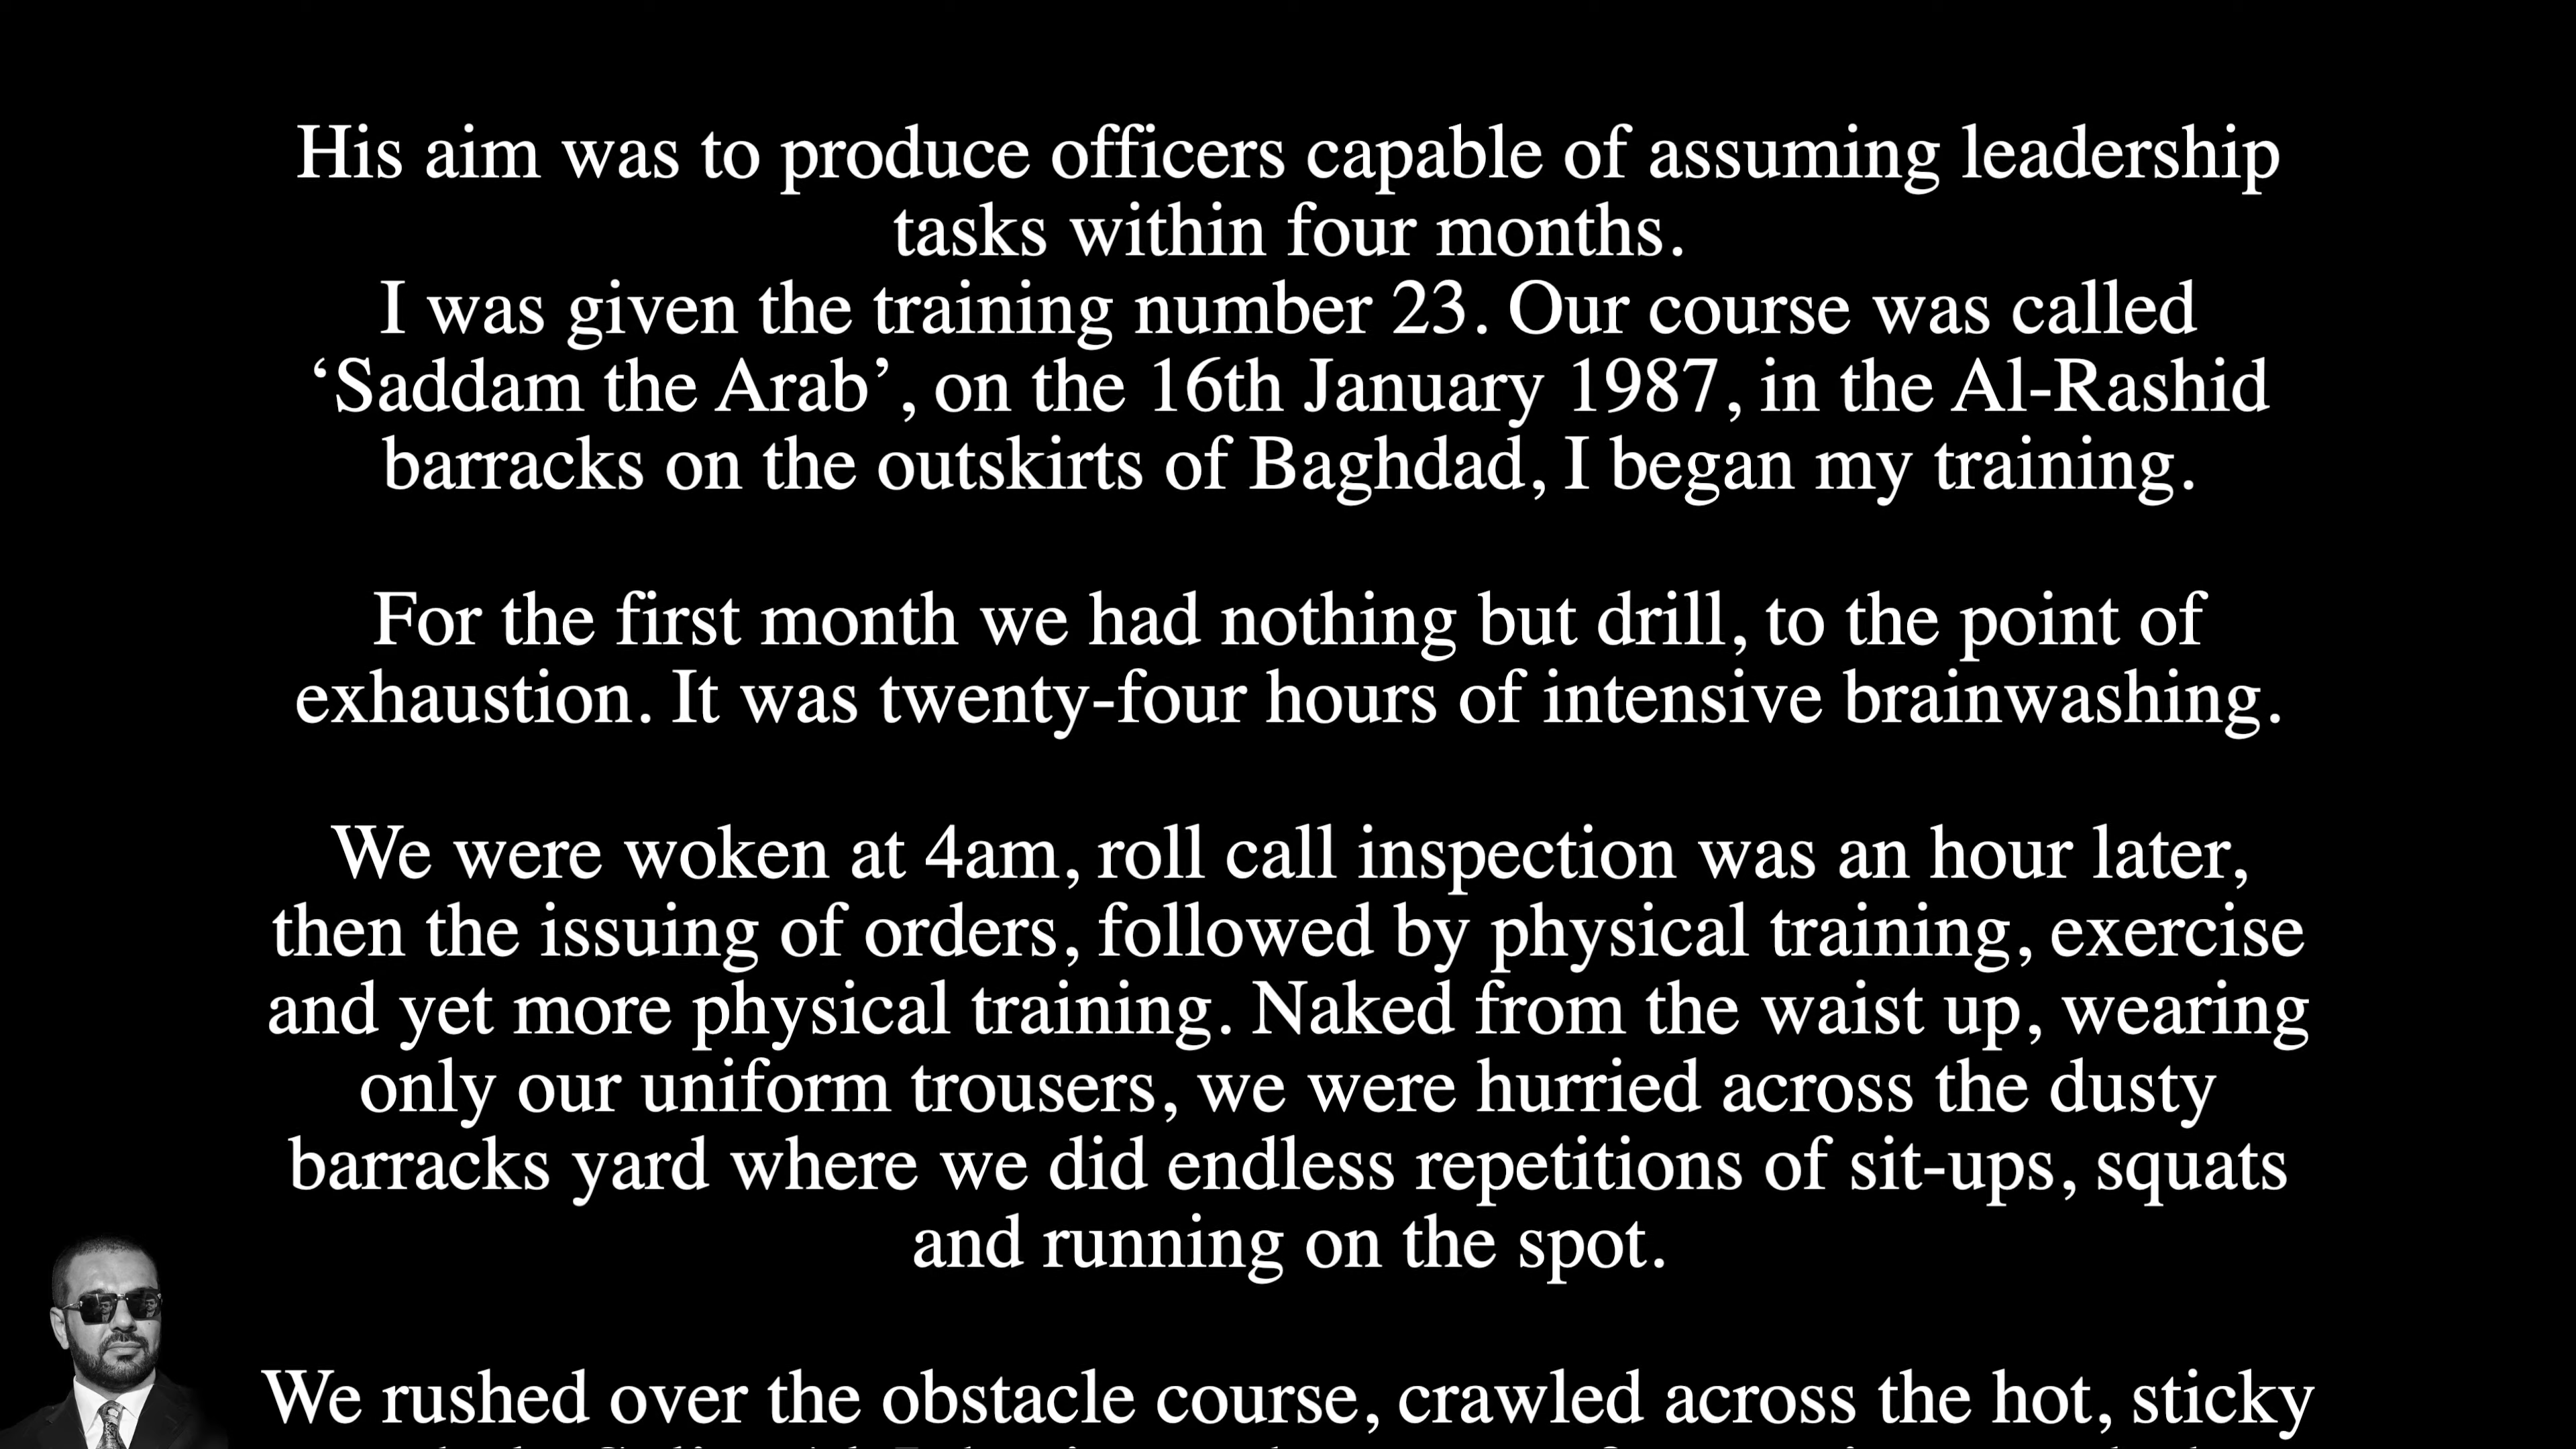 His aim was to produce officers capable of assuming leadership
tasks within four months.
I was given the training number 23. Our course was called
‘Saddam the Arab’, on the 16th January 1987, in the Al-Rashid
barracks on the outskirts of Baghdad, I began my training.
For the first month we had nothing but drill, to the point of
exhaustion. It was twenty-four hours of intensive brainwashing.
We were woken at 4am, roll call inspection was an hour later,
then the issuing of orders, followed by physical training, exercise
and yet more physical training. Naked from the waist up, wearing
only our uniform trousers, we were hurried across the dusty
barracks yard where we did endless repetitions of sit-ups, squats
and running on the spot.
We rushed over the obstacle course, crawled across the hot, sticky